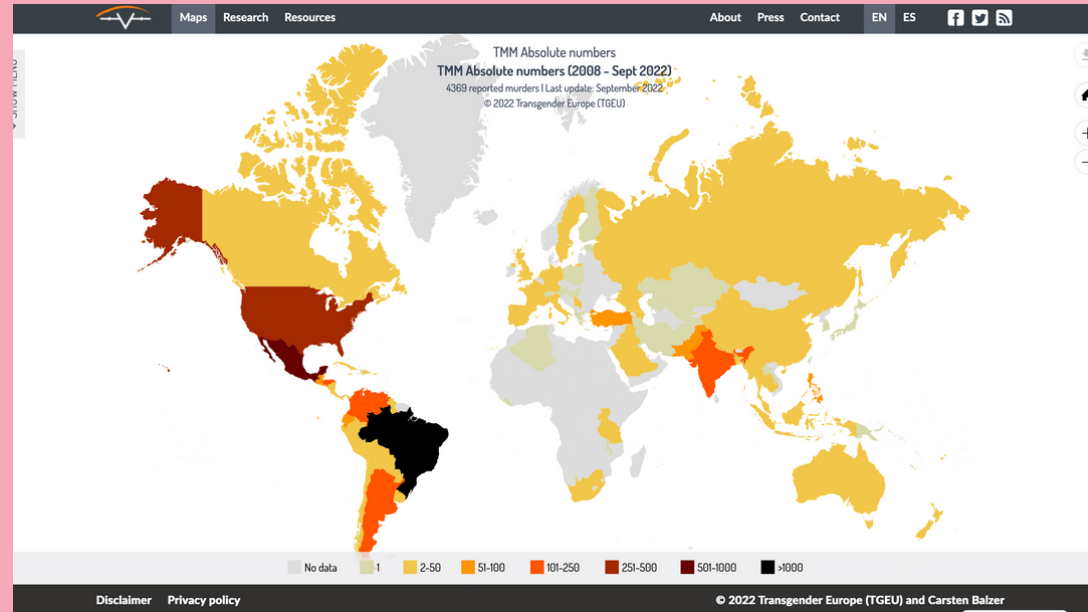 Maps Research Resources About Press Contact EN ES
SHOW MENU
TMM Absolute numbers
TMM Absolute numbers (2008 - Sept 2022)
4369 reported murders | Last update: September 2022
© 2022 Transgender Europe (TGEU)
No data 1 2-50 51-100 101-250 251-500 501-1000 >1000
Disclaimer Privacy policy © 2022 Transgender Europe (TGEU) and Carsten Balzer